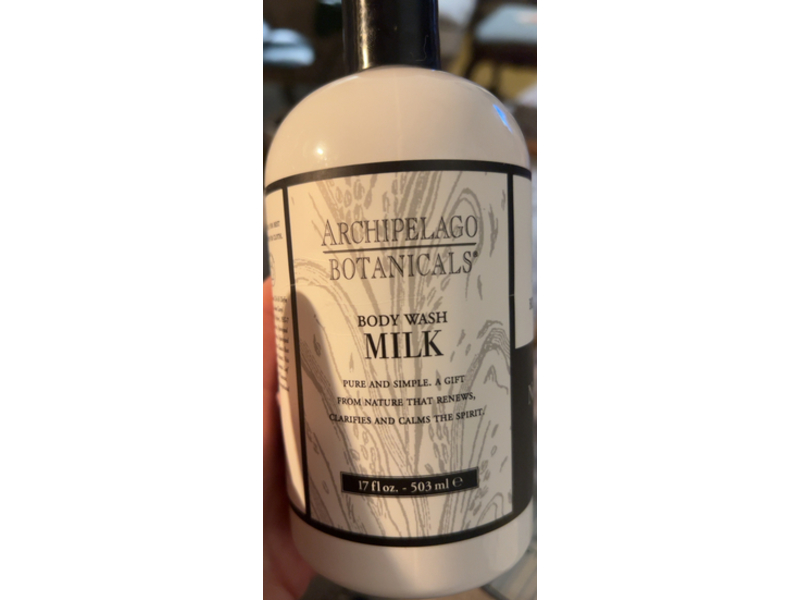 ARCHIPELAGO
BOTANICALS®
BODY WASH
MILK
PURE AND SIMPLE. A GIFT
FROM NATURE THAT RENEWS,
CLARIFIES AND CALMS THE SPIRIT.
17 fl oz. - 503 ml ℮